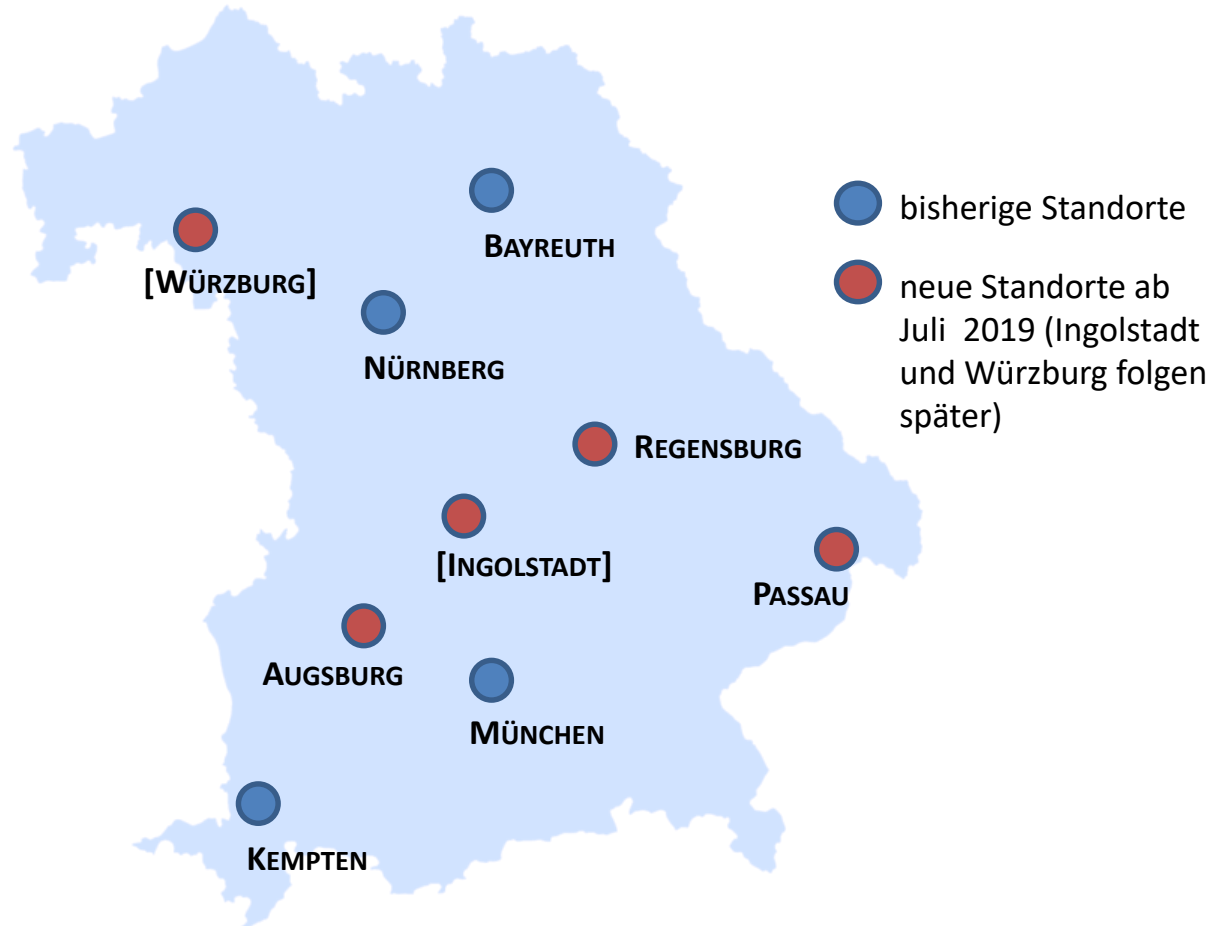 BAYREUTH
[WÜRZBURG]
NÜRNBERG
REGENSBURG
[INGOLSTADT]
PASSAU
AUGSBURG
MÜNCHEN
KEMPTEN
bisherige Standorte
neue Standorte ab
Juli 2019 (Ingolstadt
und Würzburg folgen
später)